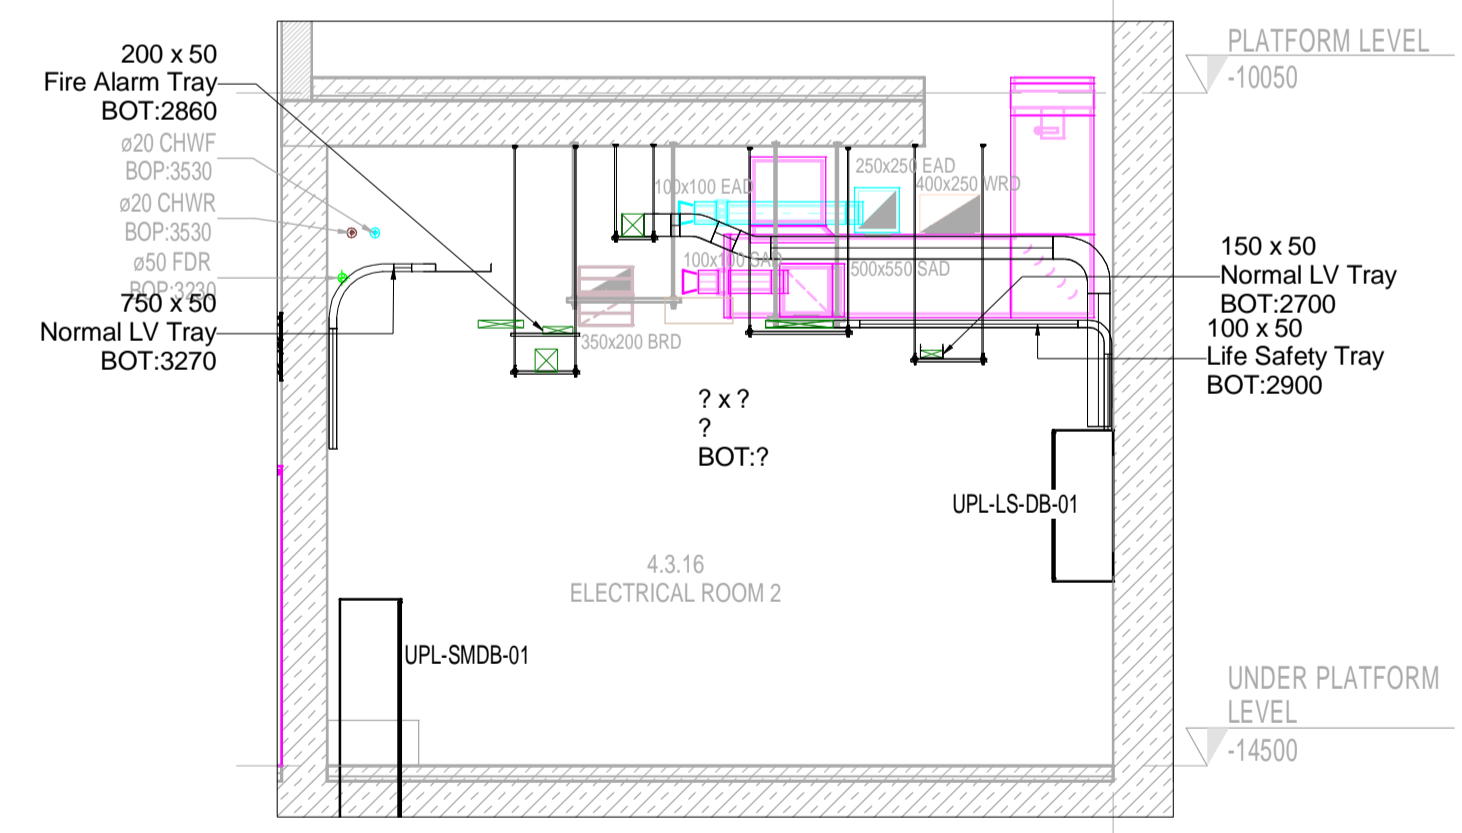 200 x 50
Fire Alarm Tray
BOT:2860
ø20 CHWF
BOP:3530
ø20 CHWR
BOP:3530
ø50 FDR
BOP:3230
750 x 50
Normal LV Tray
BOT:3270
100x100 EAD
250x250 EAD
400x250 WRD
100x100 SAD
500x550 SAD
350x200 BRD
? x ?
?
BOT:?
UPL-LS-DB-01
4.3.16
ELECTRICAL ROOM 2
UPL-SMDB-01
PLATFORM LEVEL
-10050
150 x 50
Normal LV Tray
BOT:2700
100 x 50
Life Safety Tray
BOT:2900
UNDER PLATFORM
LEVEL
-14500